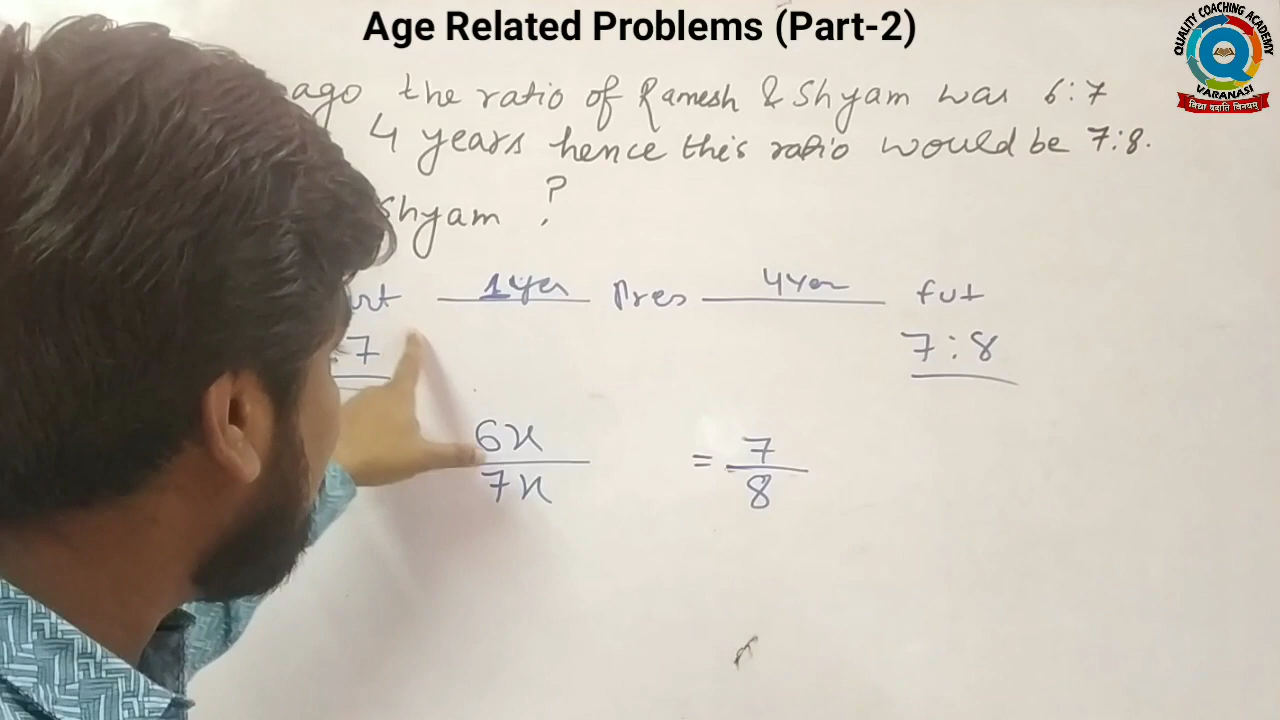 Age Related Problems (Part-2)
QUALITY COACHING ACADEMY
VARANASI
ago the ratio of Ramesh & Shyam was 6:7
4 years hence this ratio would be 7:8.
Shyam ?
1 yer Pres 4 yer fut
7 7:8
6x/7x = 7/8